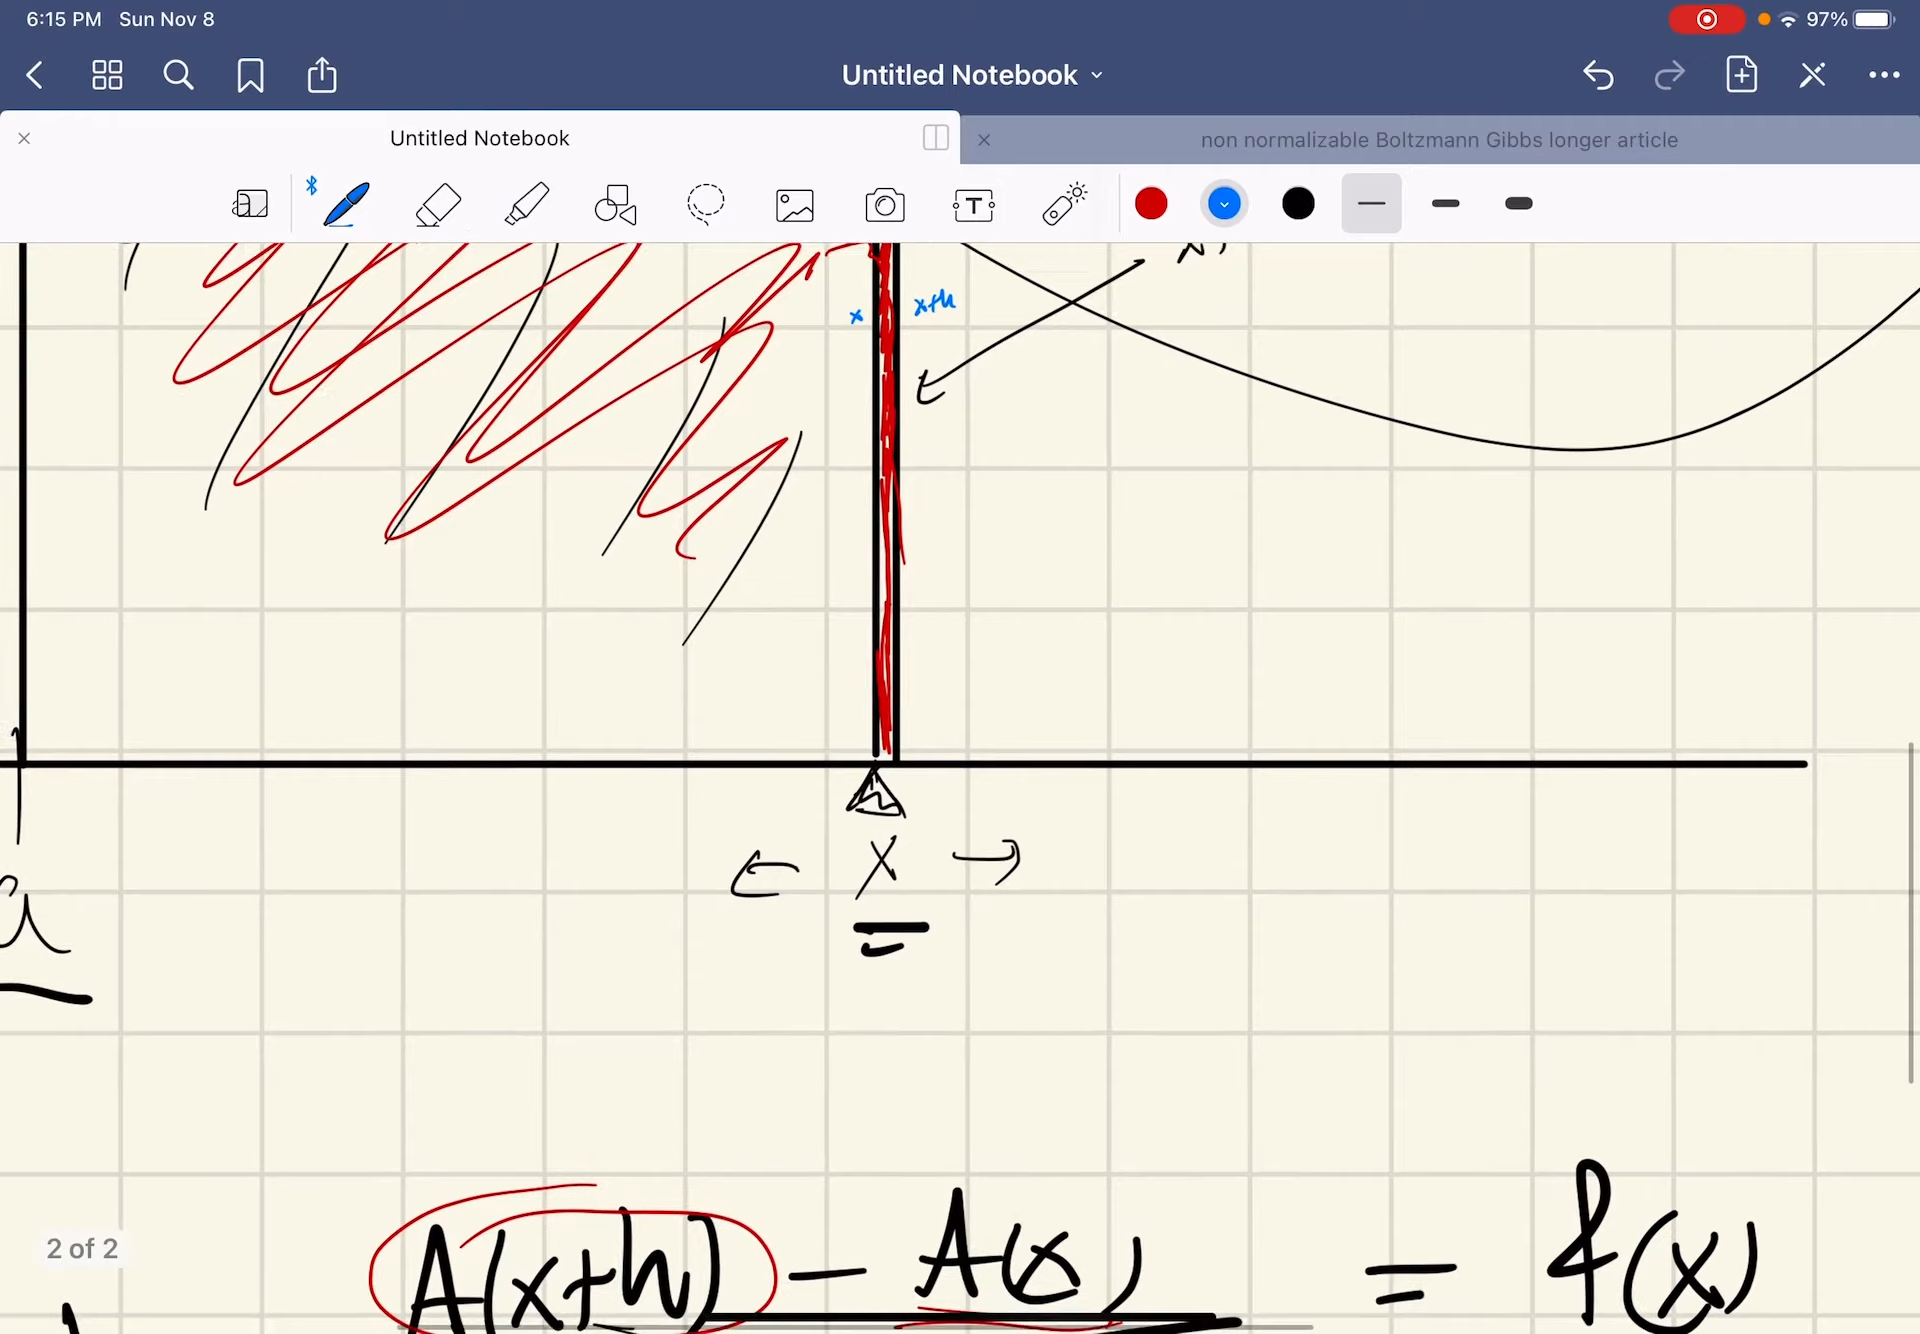 6:15 PM Sun Nov 8
97%
Untitled Notebook
Untitled Notebook
non normalizable Boltzmann Gibbs longer article
T
x x+h
← x →
a
A(x+h) - A(x) = f(x)
2 of 2